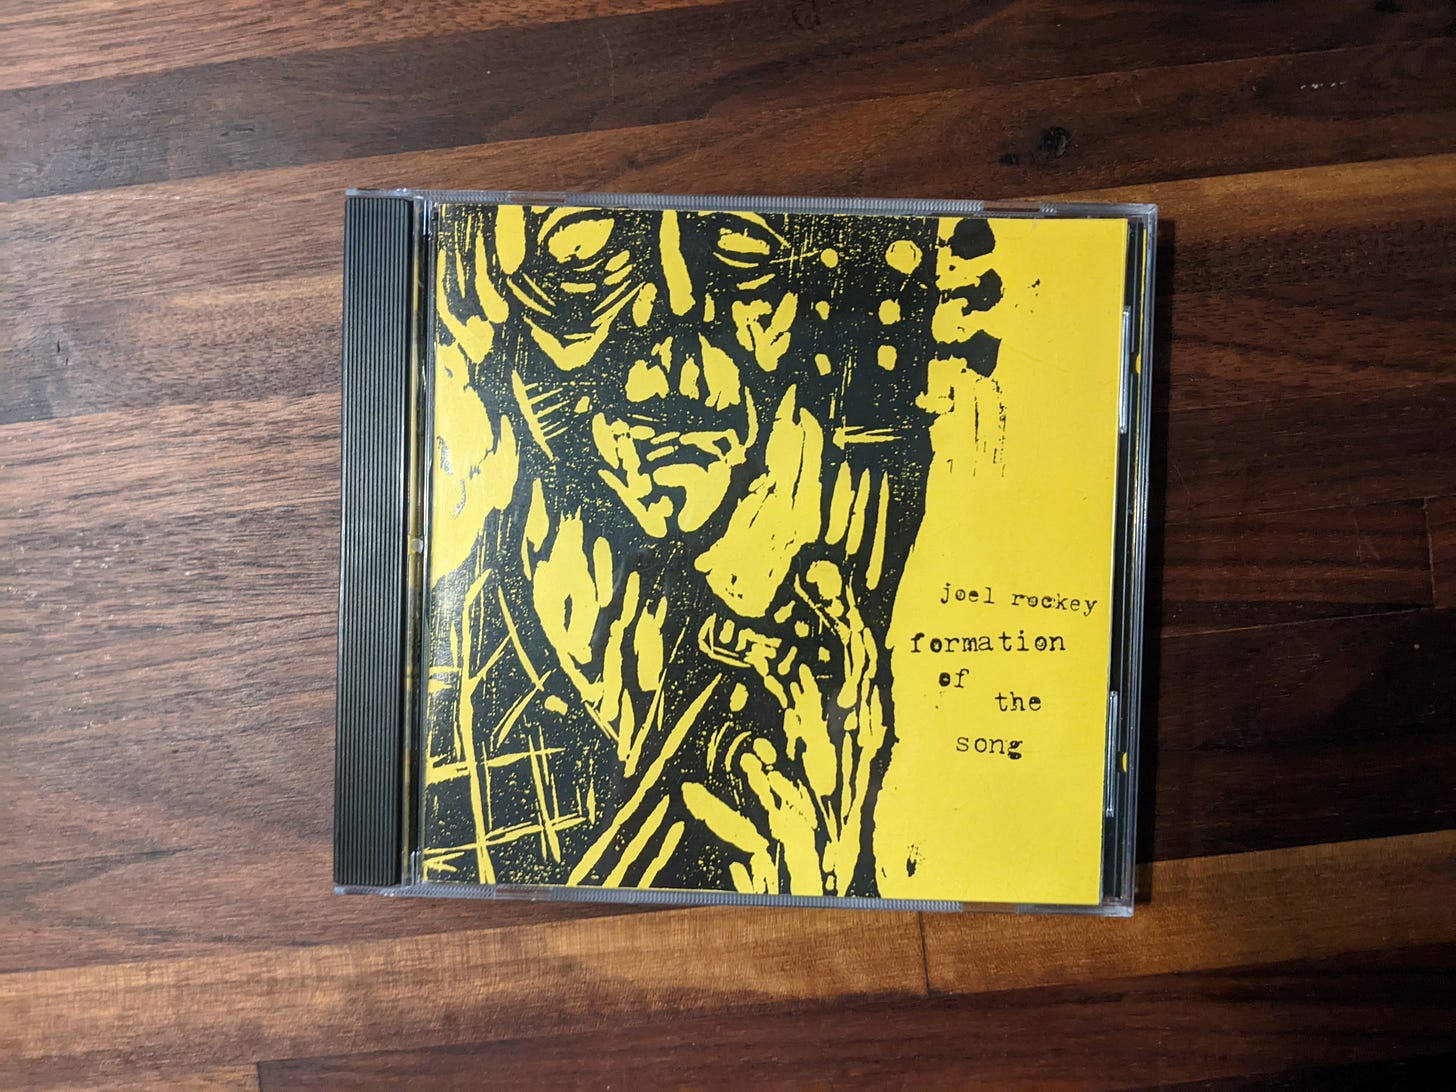 joel rockey
formation
of
the
song